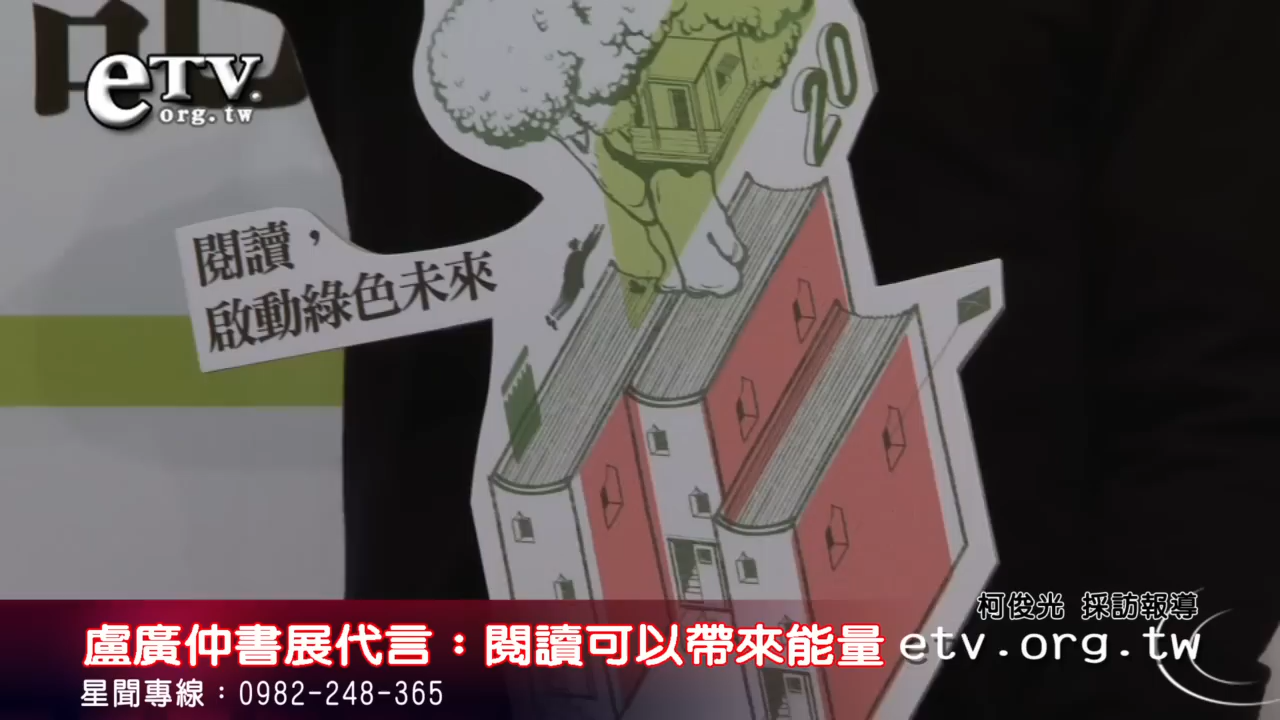 eTV.
org.tw
20
閱讀，
啟動綠色未來
柯俊光 採訪報導
盧廣仲書展代言：閱讀可以帶來能量
etv.org.tw
星聞專線：0982-248-365